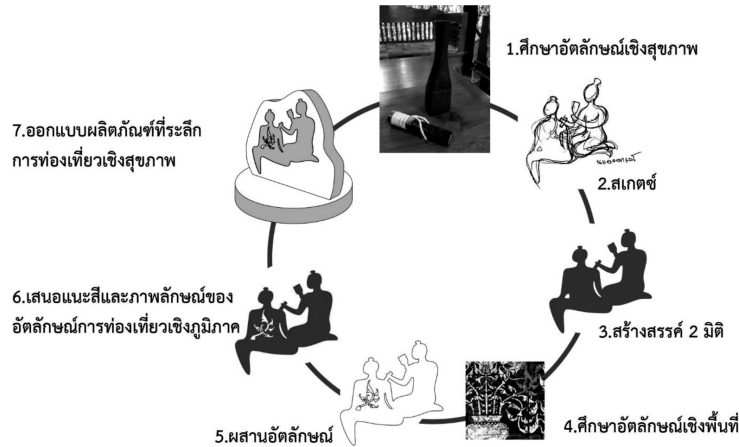 1.ศึกษาอัตลักษณ์เชิงสุขภาพ
2.สเกตซ์
3.สร้างสรรค์ 2 มิติ
4.ศึกษาอัตลักษณ์เชิงพื้นที่
5.ผสานอัตลักษณ์
6.เสนอแนะสีและภาพลักษณ์ของ
อัตลักษณ์การท่องเที่ยวเชิงภูมิภาค
7.ออกแบบผลิตภัณฑ์ที่ระลึก
การท่องเที่ยวเชิงสุขภาพ